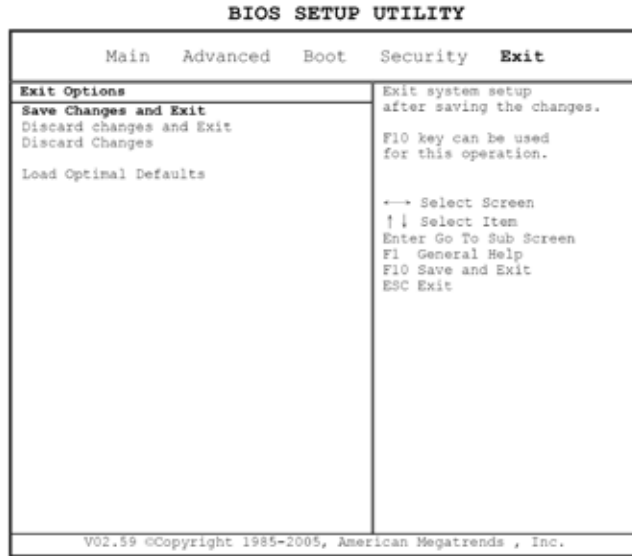 BIOS SETUP UTILITY
Main Advanced Boot Security Exit
Exit Options
Save Changes and Exit
Discard changes and Exit
Discard Changes
Load Optimal Defaults
Exit system setup
after saving the changes.
F10 key can be used
for this operation.
←→ Select Screen
↑↓ Select Item
Enter Go To Sub Screen
F1 General Help
F10 Save and Exit
ESC Exit
V02.59 ©Copyright 1985-2005, American Megatrends , Inc.